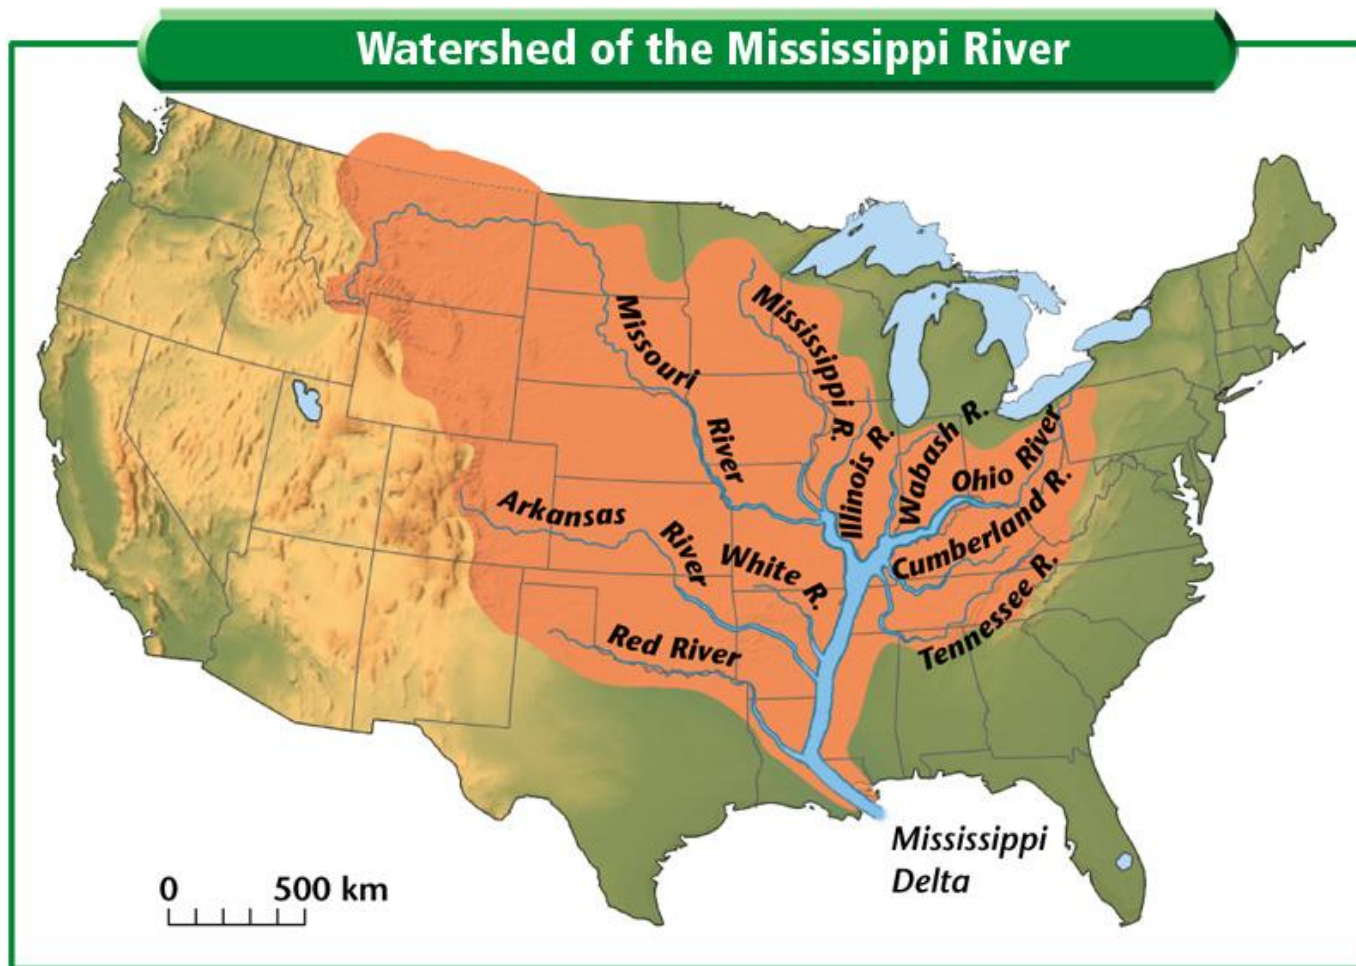 Watershed of the Mississippi River
Missouri
River
Mississippi R.
Illinois R.
Wabash R.
Ohio River
Cumberland R.
Tennessee R.
Arkansas
River
White R.
Red River
Mississippi
Delta
0 500 km